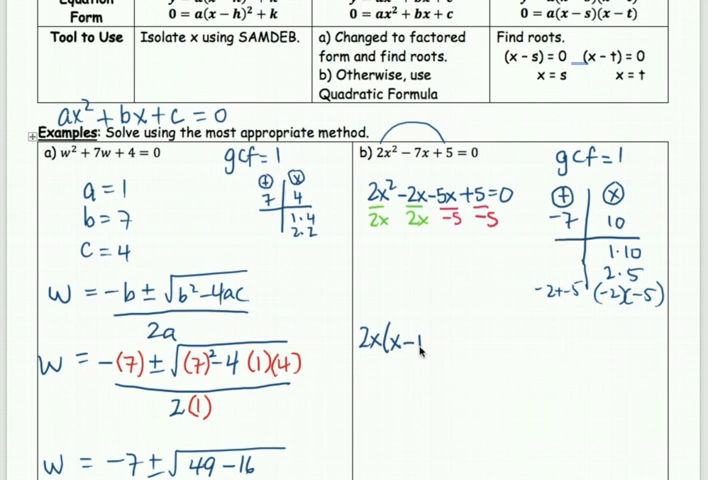 Equation
Form
0 = a(x – h)² + k
0 = ax² + bx + c
0 = a(x – s)(x – t)
Tool to Use
Isolate x using SAMDEB.
a) Changed to factored
form and find roots.
b) Otherwise, use
Quadratic Formula
Find roots.
(x – s) = 0 (x – t) = 0
x = s x = t
ax² + bx + c = 0
Examples: Solve using the most appropriate method.
a) w² + 7w + 4 = 0
gcf = 1
+ x
7 4
1·4
2·2
a = 1
b = 7
c = 4
w = -b ± √b² -4ac
2a
w = -(7) ± √(7)² - 4 (1)(4)
2 (1)
w = -7 ± √49 - 16
b) 2x² – 7x + 5 = 0
gcf = 1
+ x
-7 10
1·10
2·5
-2+-5 (-2)(-5)
2x² -2x -5x +5 = 0
2x 2x -5 -5
2x(x - 1